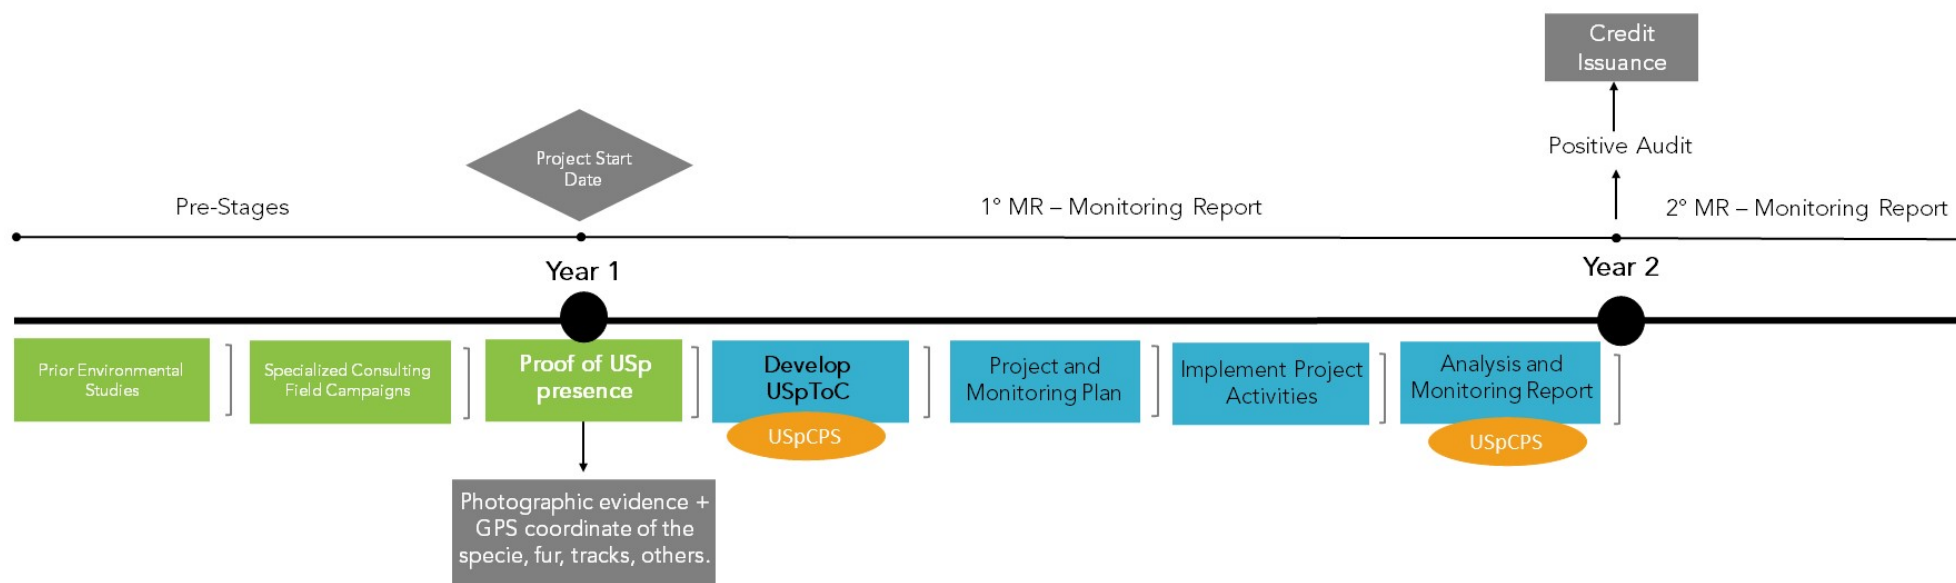 Credit
Issuance
Positive Audit
Project Start
Date
Pre-Stages
1° MR – Monitoring Report
2° MR – Monitoring Report
Year 1
Year 2
Prior Environmental
Studies
Specialized Consulting
Field Campaigns
Proof of USp
presence
Develop
USpToC
USpCPS
Project and
Monitoring Plan
Implement Project
Activities
Analysis and
Monitoring Report
USpCPS
Photographic evidence +
GPS coordinate of the
specie, fur, tracks, others.